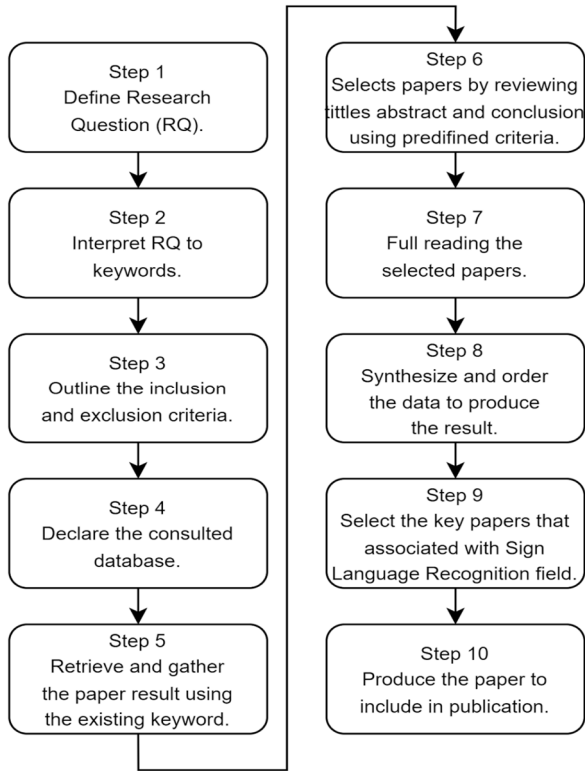 Step 1
Define Research
Question (RQ).
Step 2
Interpret RQ to
keywords.
Step 3
Outline the inclusion
and exclusion criteria.
Step 4
Declare the consulted
database.
Step 5
Retrieve and gather
the paper result using
the existing keyword.
Step 6
Selects papers by reviewing
tittles abstract and conclusion
using predifined criteria.
Step 7
Full reading the
selected papers.
Step 8
Synthesize and order
the data to produce
the result.
Step 9
Select the key papers that
associated with Sign
Language Recognition field.
Step 10
Produce the paper to
include in publication.